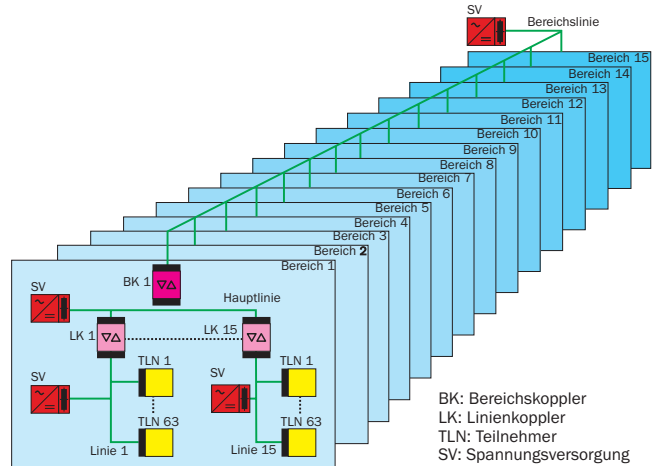 SV
Bereichslinie
Bereich 15
Bereich 14
Bereich 13
Bereich 12
Bereich 11
Bereich 10
Bereich 9
Bereich 8
Bereich 7
Bereich 6
Bereich 5
Bereich 4
Bereich 3
Bereich 2
Bereich 1
BK 1
SV
Hauptlinie
LK 1
LK 15
SV
TLN 1
SV
TLN 1
TLN 63
TLN 63
Linie 1
Linie 15
BK: Bereichskoppler
LK: Linienkoppler
TLN: Teilnehmer
SV: Spannungsversorgung